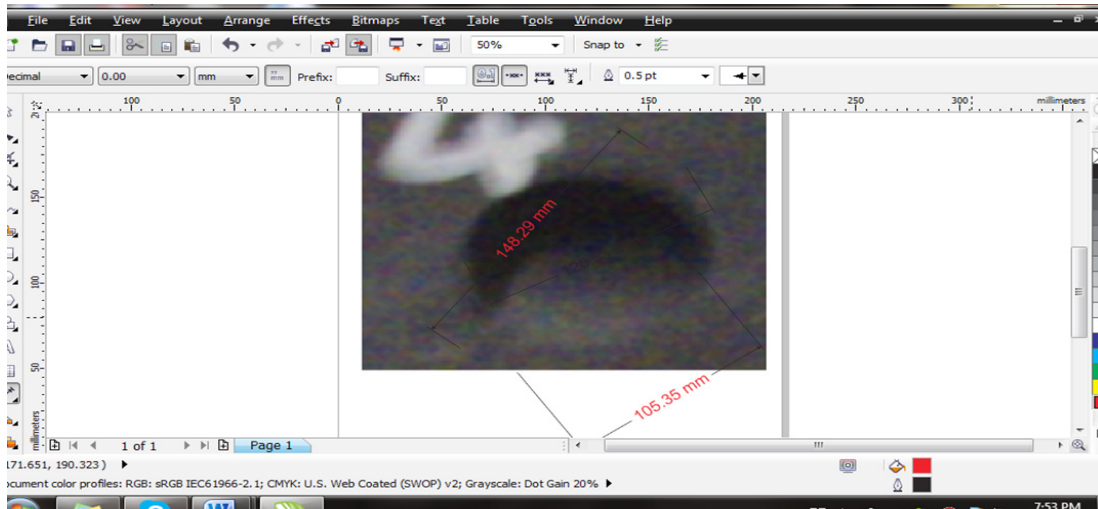 File Edit View Layout Arrange Effects Bitmaps Text Table Tools Window Help
50% Snap to
ecimal 0.00 mm Prefix: Suffix: 0.5 pt
100 50 0 50 100 150 200 250 300 millimeters
4
150
148.29 mm
100
50
105.35 mm
millimeters
1 of 1 Page 1
171.651, 190.323 )
ocument color profiles: RGB: sRGB IEC61966-2.1; CMYK: U.S. Web Coated (SWOP) v2; Grayscale: Dot Gain 20%
7:53 PM